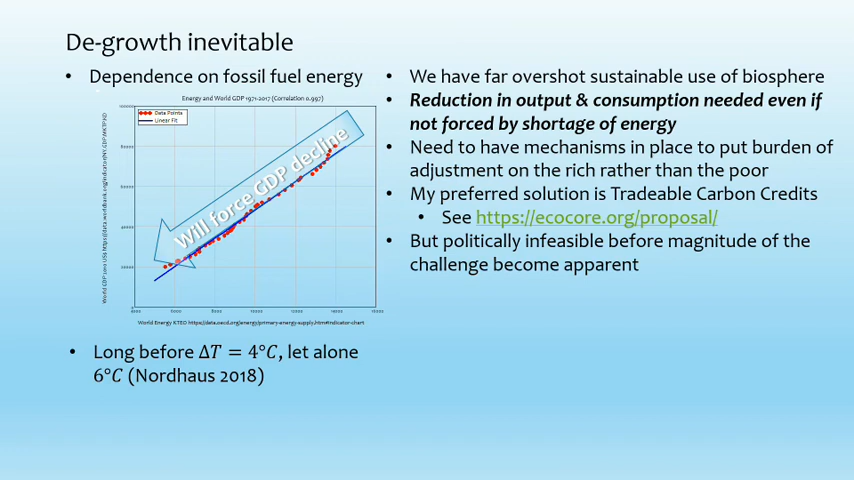 De-growth inevitable
• Dependence on fossil fuel energy
Energy and World GDP 1971-2017 (Correlation 0.997)
Data Points
Linear Fit
Will force GDP decline
• Long before ΔT = 4°C, let alone
6°C (Nordhaus 2018)
• We have far overshot sustainable use of biosphere
• Reduction in output & consumption needed even if
not forced by shortage of energy
• Need to have mechanisms in place to put burden of
adjustment on the rich rather than the poor
• My preferred solution is Tradeable Carbon Credits
• See https://ecocore.org/proposal/
• But politically infeasible before magnitude of the
challenge become apparent